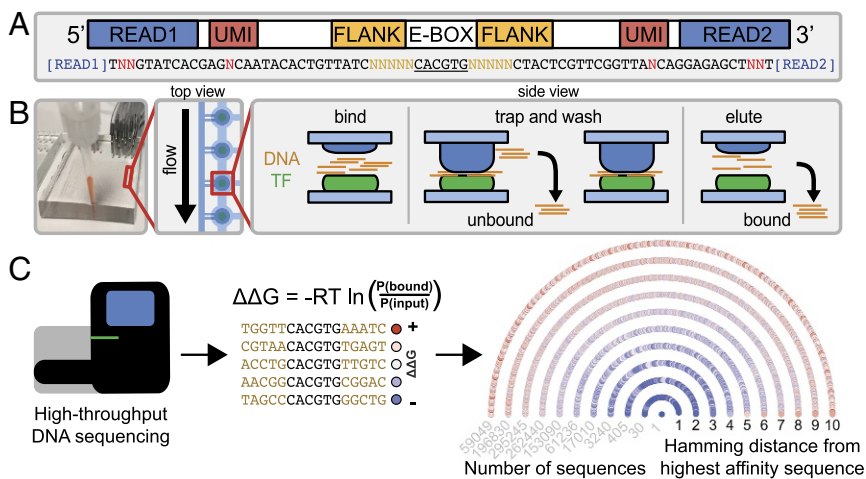 A
5' READ1 UMI FLANK E-BOX FLANK UMI READ2 3'
[READ1]TNNGTATCACGAGNCAATACACTGTTATCNNNNNCACGTGNNNNNCTACTCGTTCGGTTANCAGGAGAGCTNNT[READ2]
B
top view
side view
flow
bind
trap and wash
elute
DNA
TF
unbound
bound
C
High-throughput
DNA sequencing
ΔΔG = -RT ln(P(bound)/P(input))
TGGTTCACGTGAAATC +
CGTAACACGTGTGAGT
ACCTGCACGTGTTGTC
AACGGCACGTGCGGAC
TAGCCCACGTGGGCTG -
ΔΔG
59049 196830 295245 262440 153090 61236 17010 3240 405 30 1
1 2 3 4 5 6 7 8 9 10
Number of sequences
Hamming distance from
highest affinity sequence